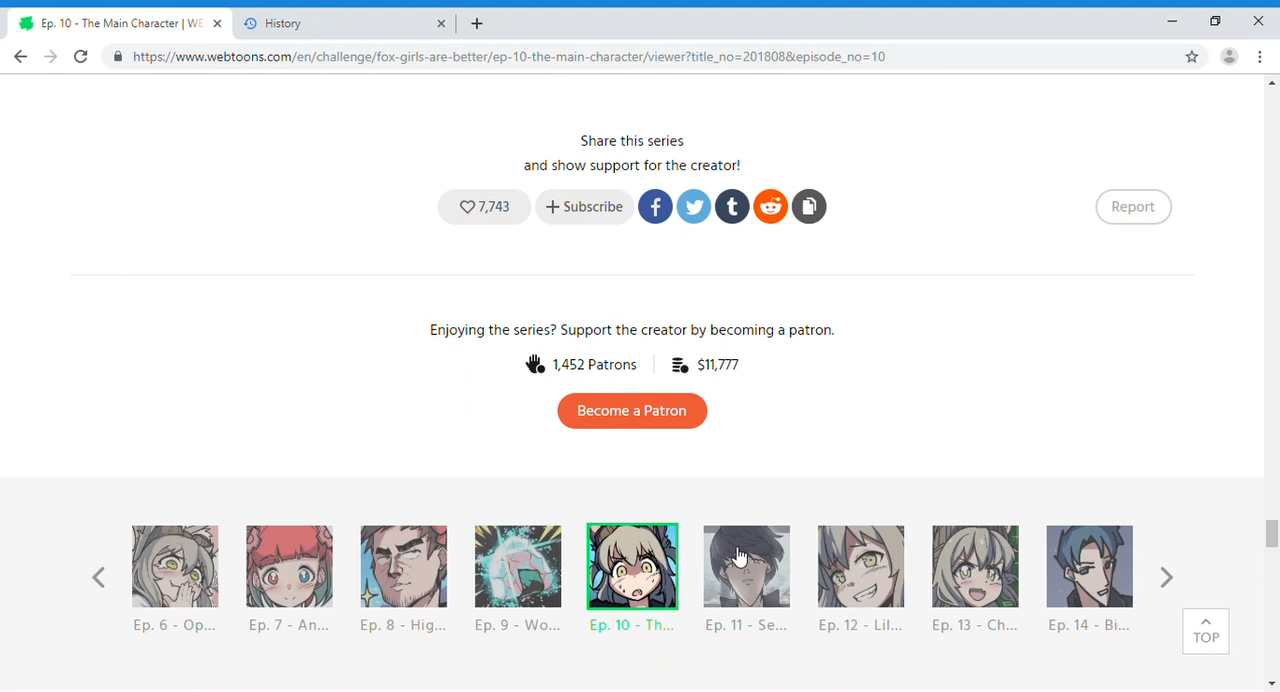 Ep. 10 - The Main Character | WE
History
https://www.webtoons.com/en/challenge/fox-girls-are-better/ep-10-the-main-character/viewer?title_no=201808&episode_no=10
Share this series
and show support for the creator!
7,743
Subscribe
Report
Enjoying the series? Support the creator by becoming a patron.
1,452 Patrons
$11,777
Become a Patron
Ep. 6 - Op...
Ep. 7 - An...
Ep. 8 - Hig...
Ep. 9 - Wo...
Ep. 10 - Th...
Ep. 11 - Se...
Ep. 12 - Lil...
Ep. 13 - Ch...
Ep. 14 - Bi...
TOP